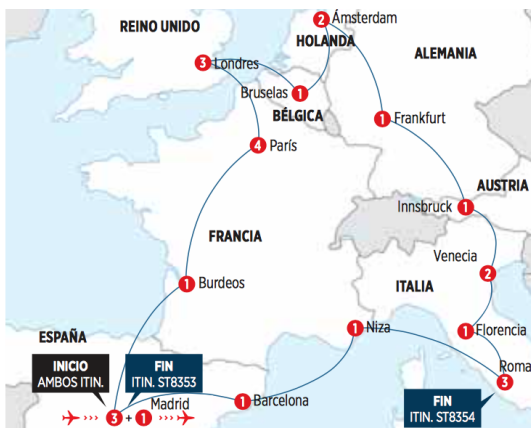 2 Ámsterdam
REINO UNIDO
HOLANDA
ALEMANIA
3 Londres
Bruselas 1
BÉLGICA
1 Frankfurt
4 París
AUSTRIA
Innsbruck 1
FRANCIA
Venecia
2
1 Burdeos
ITALIA
1 Niza
1 Florencia
ESPAÑA
INICIO
AMBOS ITIN.
FIN
ITIN. ST8353
Roma
3
Madrid
3 + 1
1 Barcelona
FIN
ITIN. ST8354